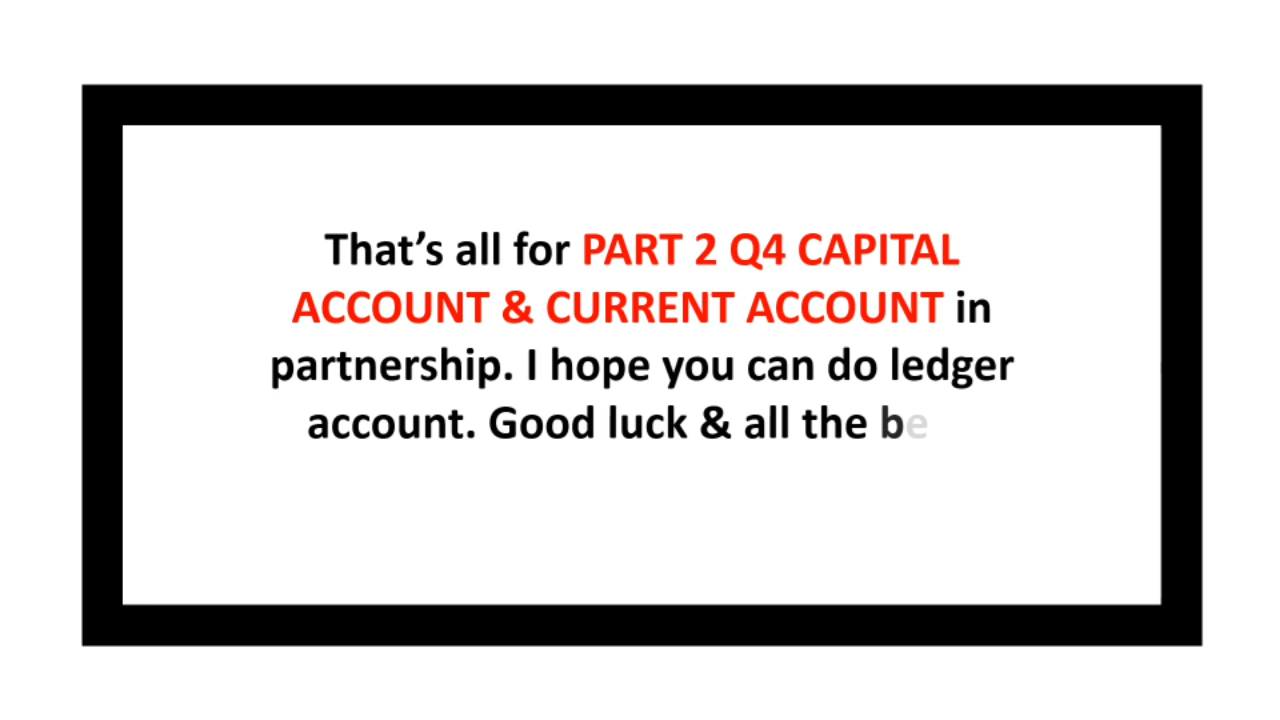 That’s all for PART 2 Q4 CAPITAL
ACCOUNT & CURRENT ACCOUNT in
partnership. I hope you can do ledger
account. Good luck & all the be